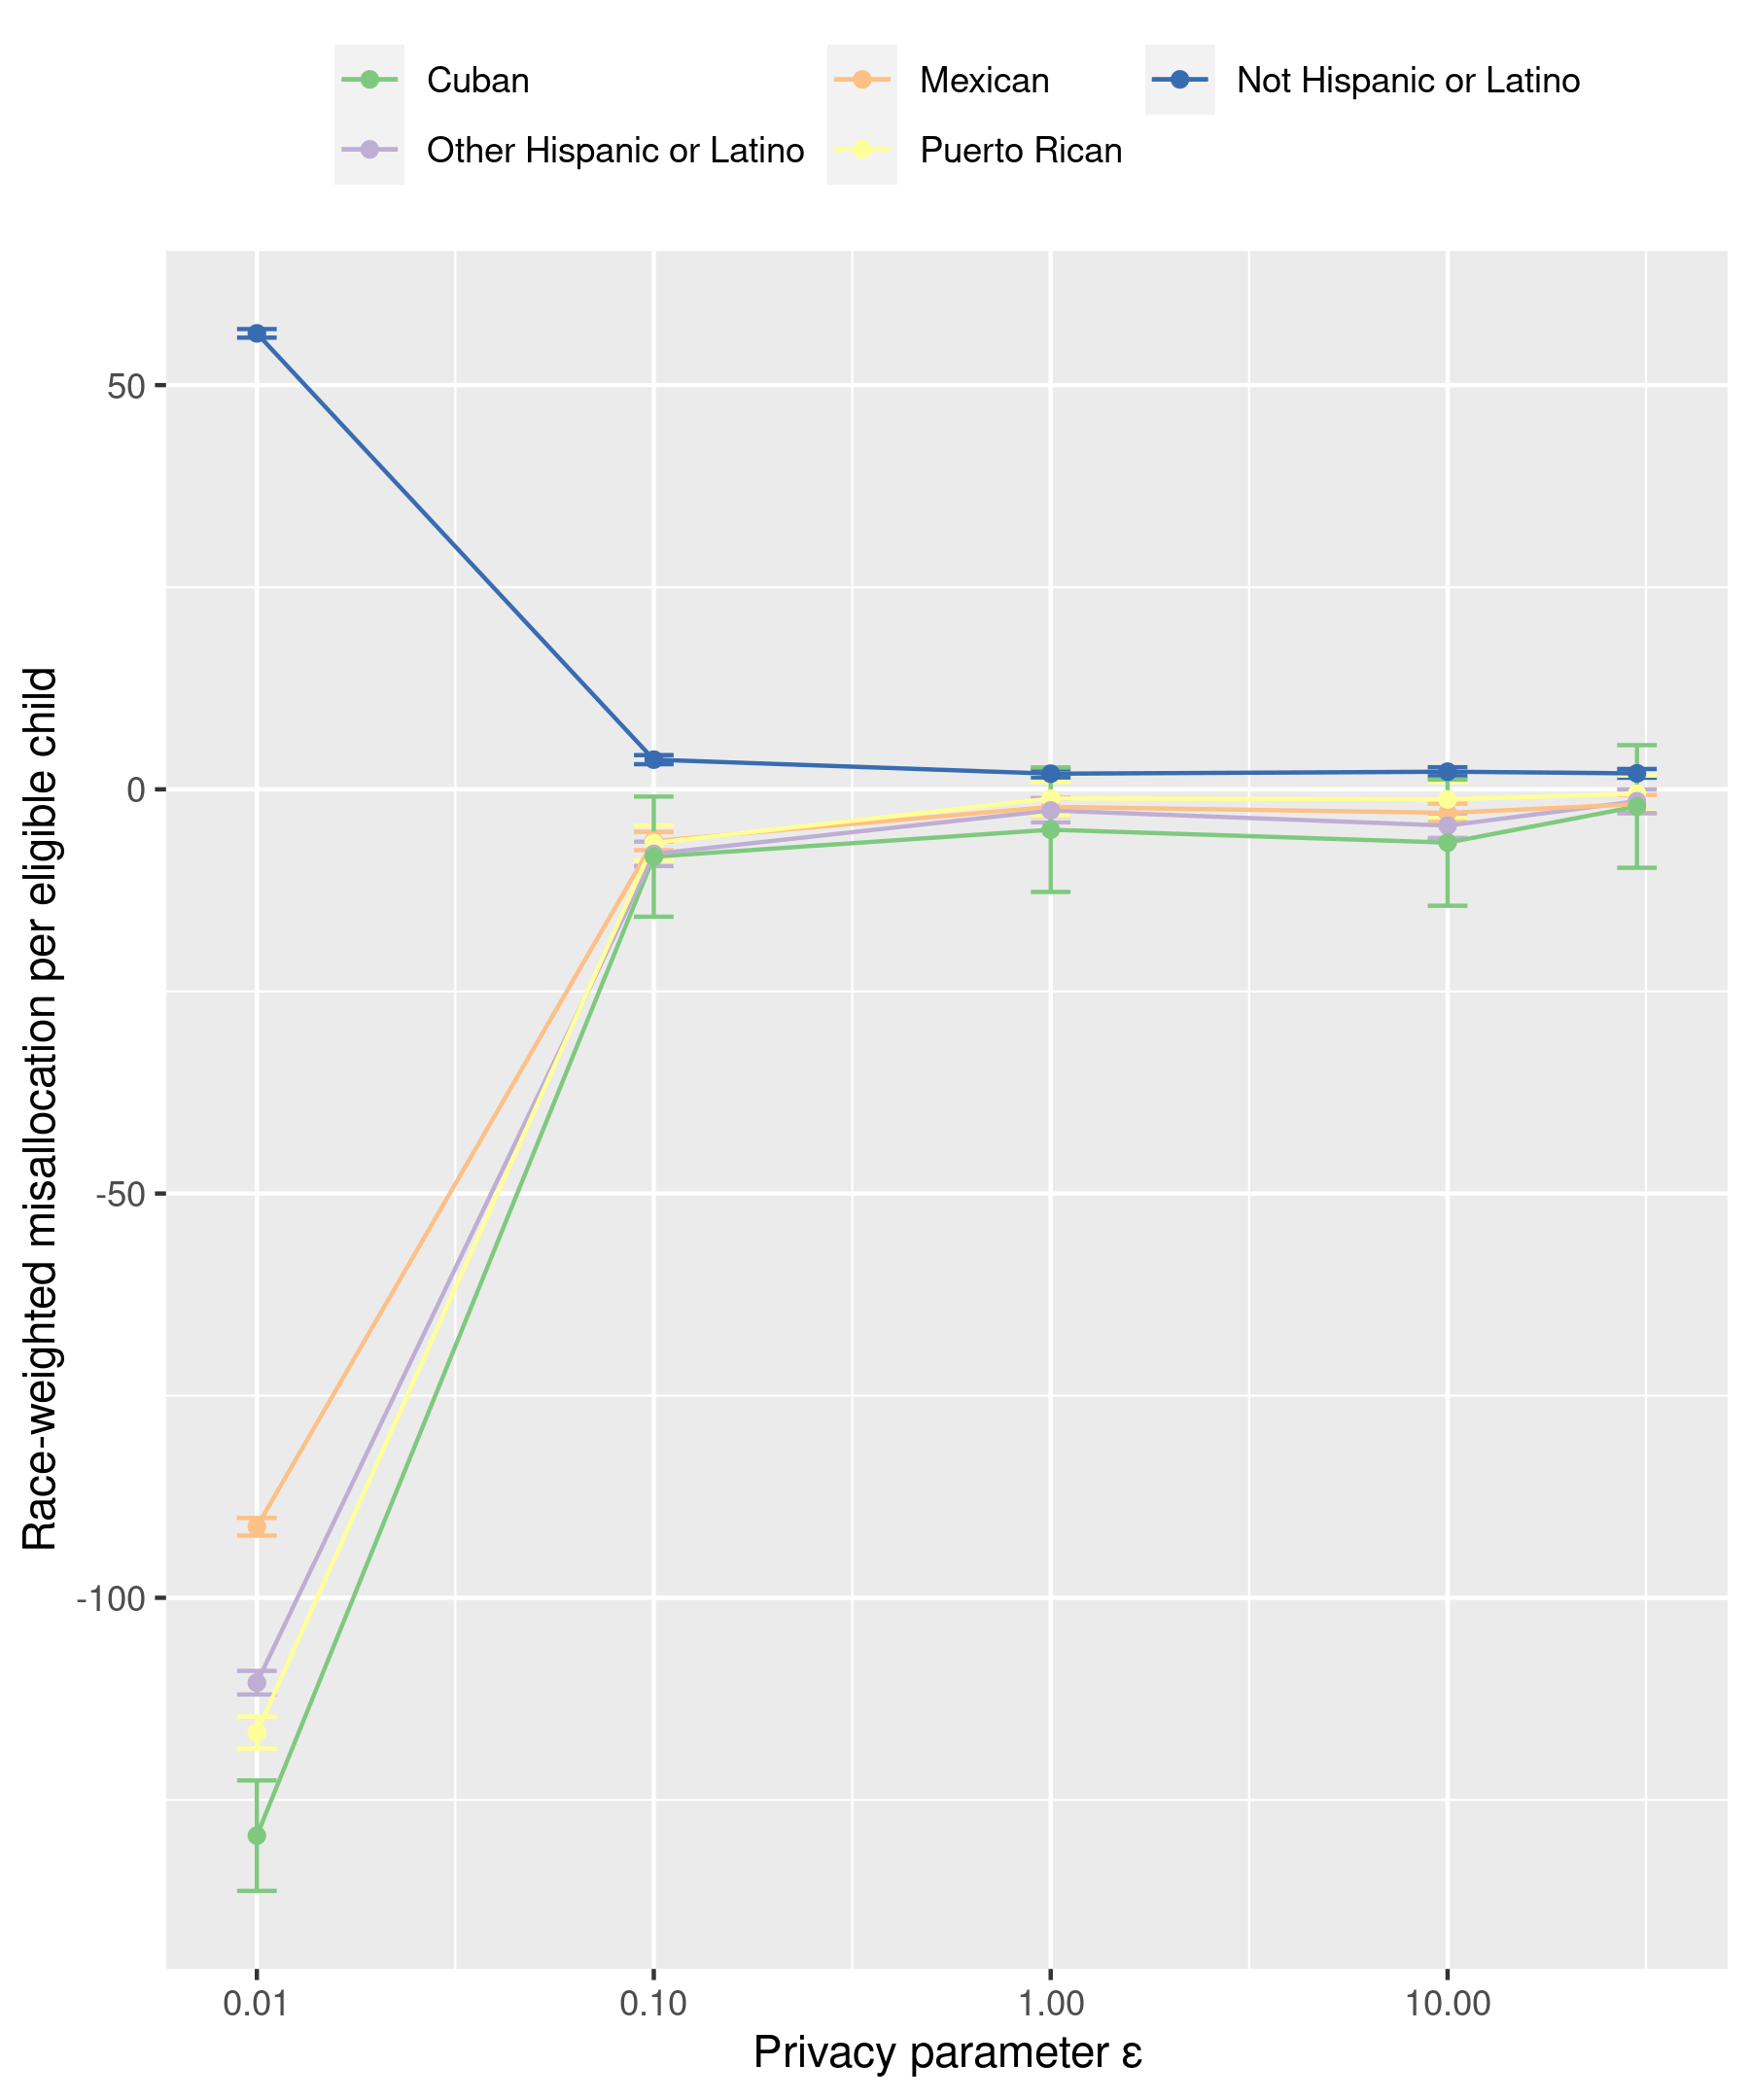 Cuban
Mexican
Not Hispanic or Latino
Other Hispanic or Latino
Puerto Rican
Race-weighted misallocation per eligible child
50
0
-50
-100
0.01
0.10
1.00
10.00
Privacy parameter ε